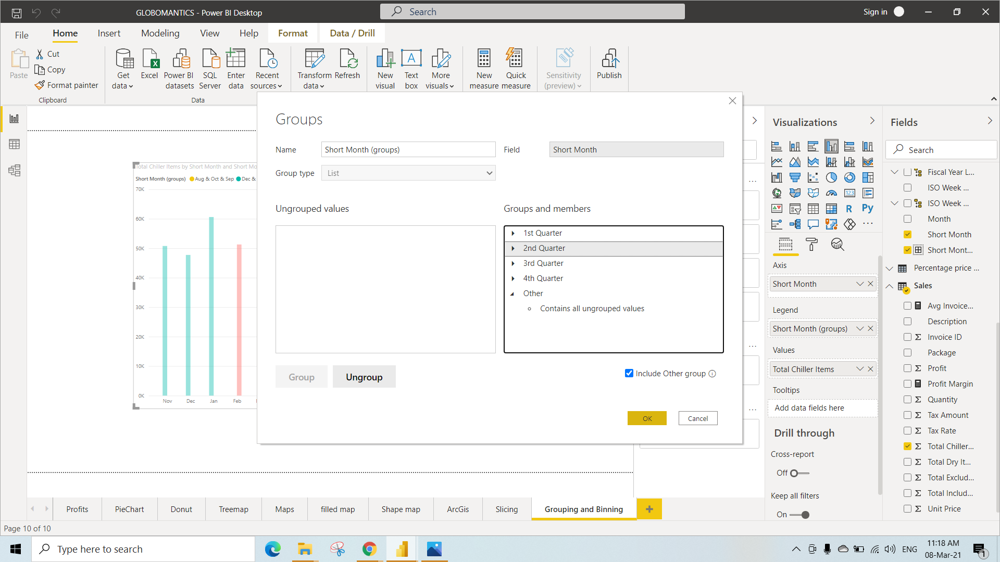 GLOBOMANTICS - Power BI Desktop
Search
Sign in
File
Home
Insert
Modeling
View
Help
Format
Data / Drill
Paste
Cut
Copy
Format painter
Clipboard
Get data
Excel
Power BI datasets
SQL Server
Enter data
Recent sources
Data
Transform data
Refresh
New visual
Text box
More visuals
New measure
Quick measure
Sensitivity (preview)
Publish
Total Chiller Items by Short Month and Short Mo
Short Month (groups) Aug & Oct & Sep Dec &
70K
60K
50K
40K
30K
20K
10K
0K
Nov Dec Jan Feb
Groups
Name
Short Month (groups)
Field
Short Month
Group type
List
Ungrouped values
Groups and members
1st Quarter
2nd Quarter
3rd Quarter
4th Quarter
Other
Contains all ungrouped values
Group
Ungroup
Include Other group
OK
Cancel
Visualizations
123
R
Py
Axis
Short Month
Legend
Short Month (groups)
Values
Total Chiller Items
Tooltips
Add data fields here
Drill through
Cross-report
Off
Keep all filters
On
Fields
Search
Fiscal Year L...
ISO Week ...
ISO Week ...
Month
Short Month
Short Mont...
Percentage price ...
Sales
Avg Invoice...
Description
Invoice ID
Package
Profit
Profit Margin
Quantity
Tax Amount
Tax Rate
Total Chiller...
Total Dry It...
Total Exclud...
Total Includ...
Unit Price
Profits
PieChart
Donut
Treemap
Maps
filled map
Shape map
ArcGis
Slicing
Grouping and Binning
Page 10 of 10
Type here to search
ENG
11:18 AM
08-Mar-21
1